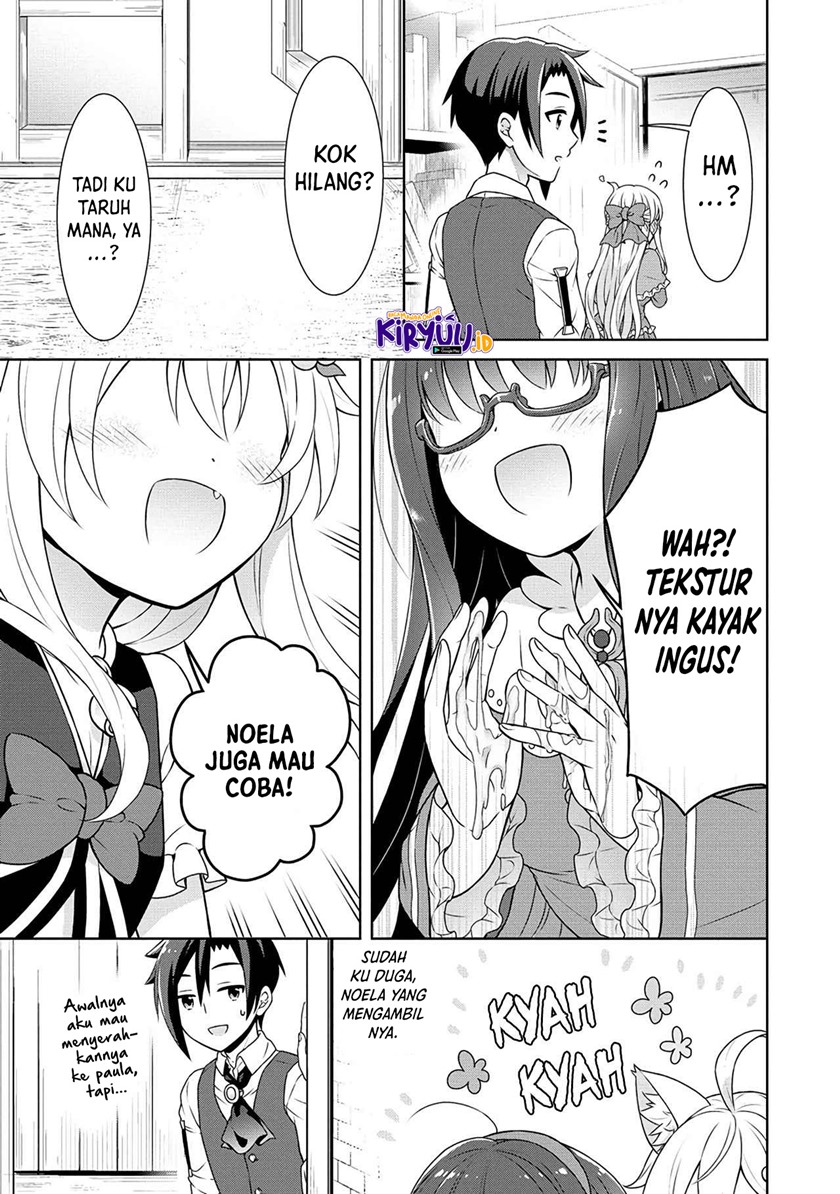 HM
...?
KOK
HILANG?
TADI KU
TARUH
MANA, YA
...?
KIRYUU.id
WAH?!
TEKSTUR
NYA KAYAK
INGUS!
NOELA
JUGA MAU
COBA!
SUDAH
KU DUGA,
NOELA YANG
MENGAMBIL
NYA.
KYAH
KYAH
Awalnya
aku mau
menyerah-
kannya
ke paula,
tapi...